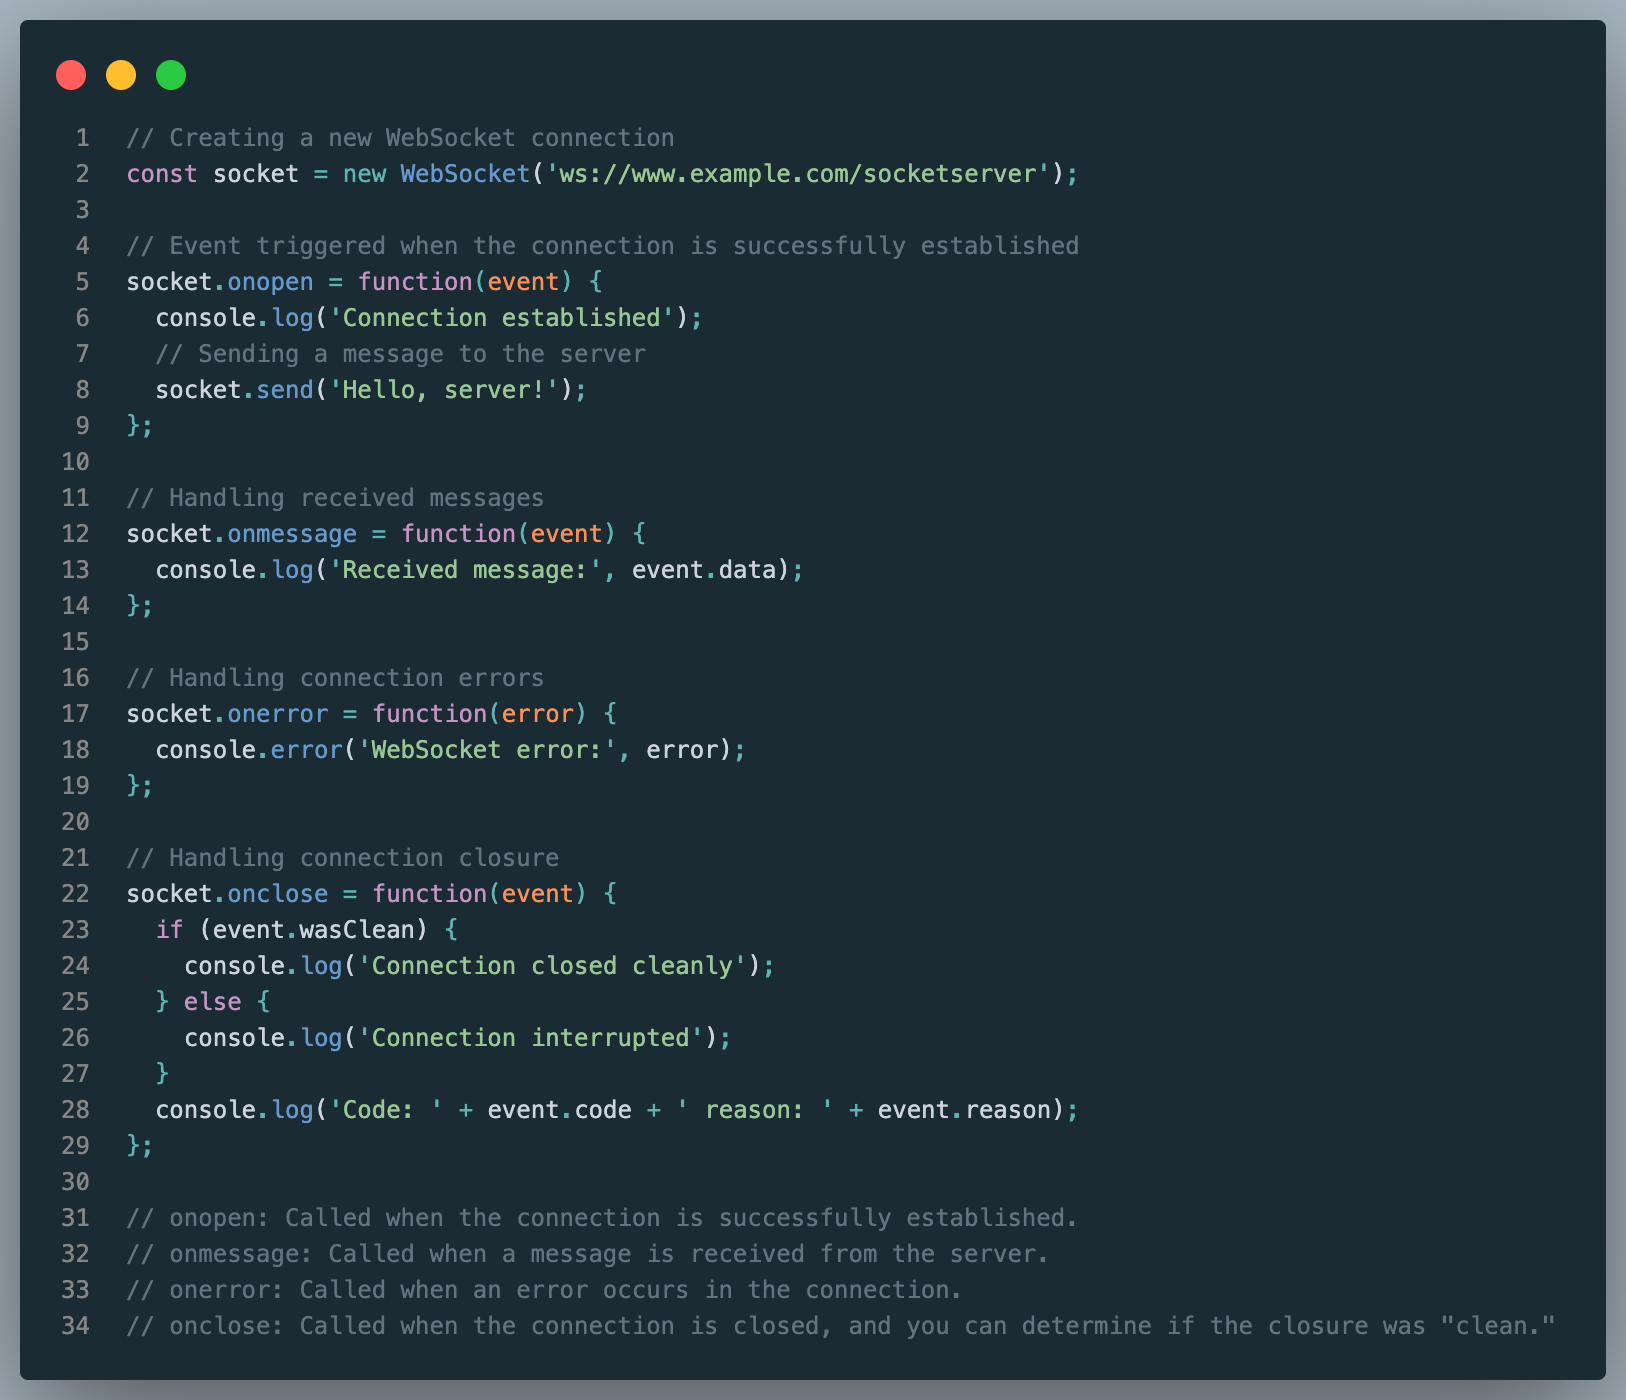 1 // Creating a new WebSocket connection
2 const socket = new WebSocket('ws://www.example.com/socketserver');
3
4 // Event triggered when the connection is successfully established
5 socket.onopen = function(event) {
6   console.log('Connection established');
7   // Sending a message to the server
8   socket.send('Hello, server!');
9 };
10
11 // Handling received messages
12 socket.onmessage = function(event) {
13   console.log('Received message:', event.data);
14 };
15
16 // Handling connection errors
17 socket.onerror = function(error) {
18   console.error('WebSocket error:', error);
19 };
20
21 // Handling connection closure
22 socket.onclose = function(event) {
23   if (event.wasClean) {
24     console.log('Connection closed cleanly');
25   } else {
26     console.log('Connection interrupted');
27   }
28   console.log('Code: ' + event.code + ' reason: ' + event.reason);
29 };
30
31 // onopen: Called when the connection is successfully established.
32 // onmessage: Called when a message is received from the server.
33 // onerror: Called when an error occurs in the connection.
34 // onclose: Called when the connection is closed, and you can determine if the closure was "clean."